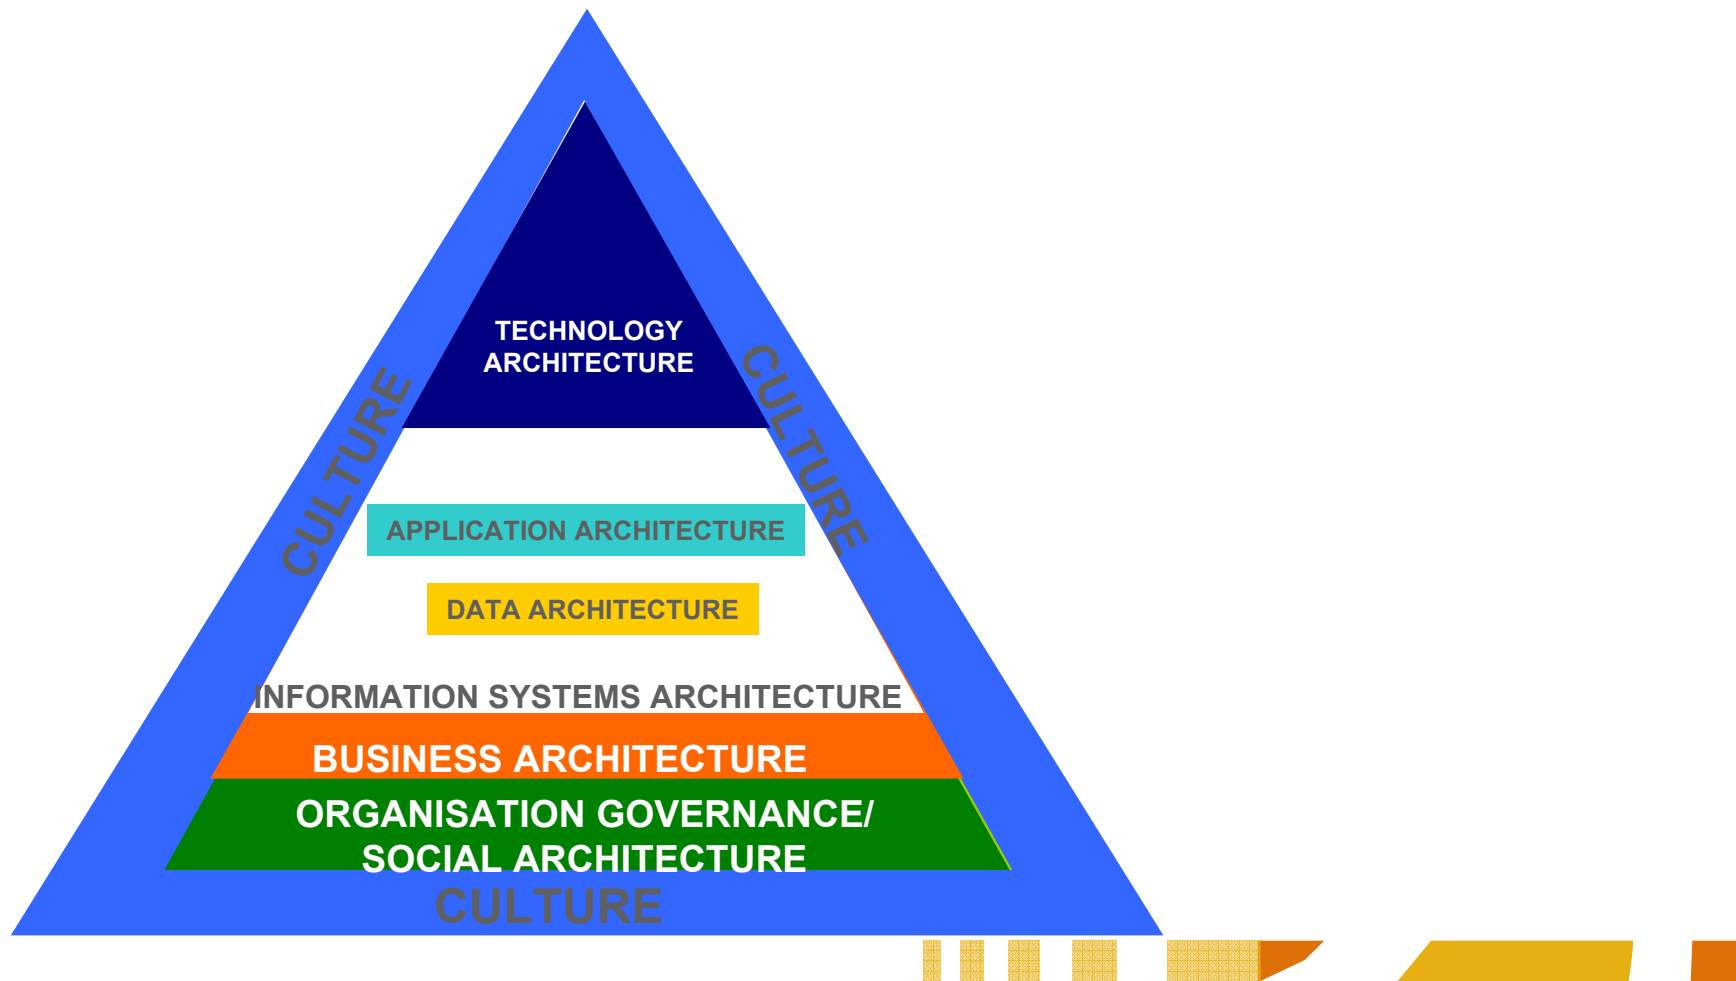 TECHNOLOGY
ARCHITECTURE
CULTURE
CULTURE
APPLICATION ARCHITECTURE
DATA ARCHITECTURE
INFORMATION SYSTEMS ARCHITECTURE
BUSINESS ARCHITECTURE
ORGANISATION GOVERNANCE/
SOCIAL ARCHITECTURE
CULTURE